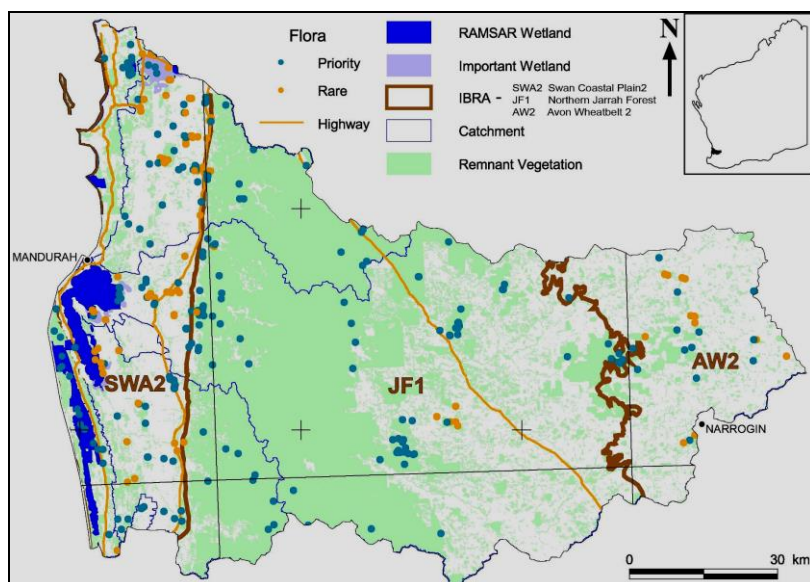 Flora
Priority
Rare
Highway
RAMSAR Wetland
Important Wetland
IBRA - SWA2 Swan Coastal Plain2
JF1 Northern Jarrah Forest
AW2 Avon Wheatbelt 2
Catchment
Remnant Vegetation
N
MANDURAH
SWA2
JF1
AW2
NARROGIN
0 30 km